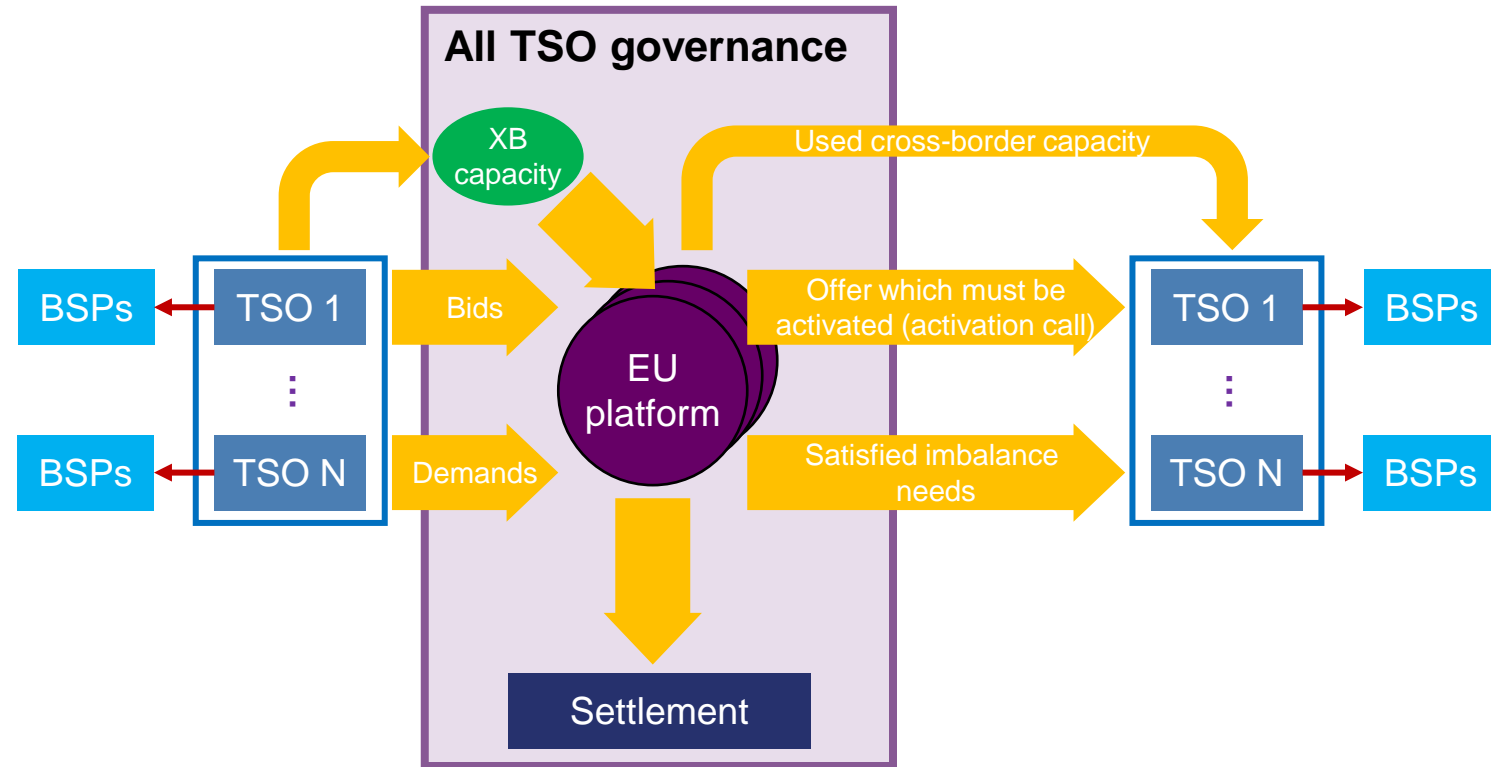 All TSO governance
XB
capacity
Used cross-border capacity
BSPs
TSO 1
Bids
Offer which must be
activated (activation call)
TSO 1
BSPs
...
EU
platform
...
BSPs
TSO N
Demands
Satisfied imbalance
needs
TSO N
BSPs
Settlement